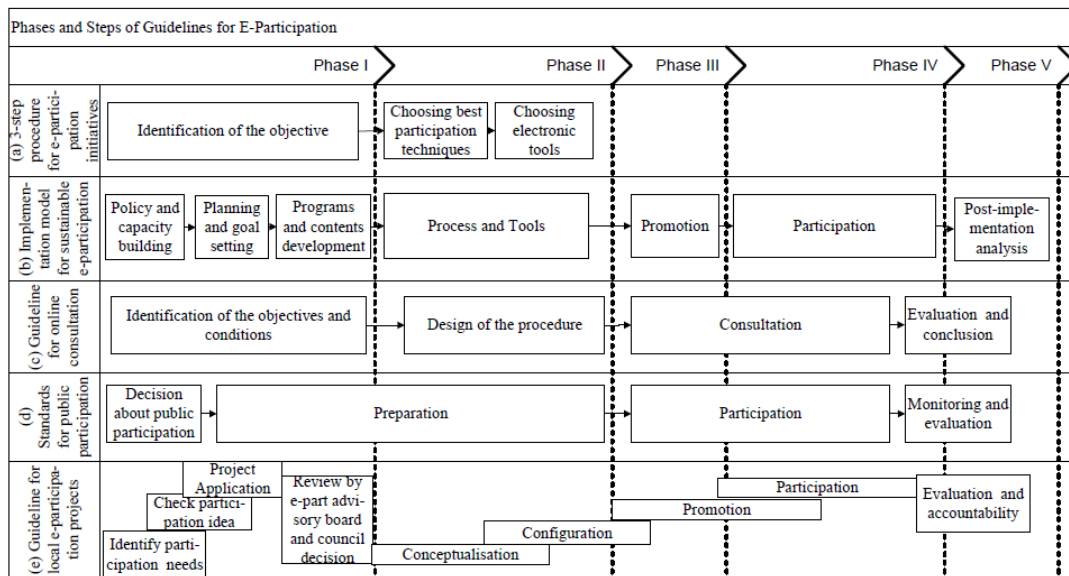 Phases and Steps of Guidelines for E-Participation
Phase I
Phase II
Phase III
Phase IV
Phase V
(a) 3-step
procedure
for e-partici-
pation
initiatives
Identification of the objective
Choosing best
participation
techniques
Choosing
electronic
tools
(b) Implemen-
tation model
for sustainable
e-participation
Policy and
capacity
building
Planning
and goal
setting
Programs
and contents
development
Process and Tools
Promotion
Participation
Post-imple-
mentation
analysis
(c) Guideline
for online
consultation
Identification of the objectives and
conditions
Design of the procedure
Consultation
Evaluation and
conclusion
(d)
Standards
for public
participation
Decision
about public
participation
Preparation
Participation
Monitoring and
evaluation
(e) Guideline for
local e-participa-
tion projects
Identify parti-
cipation needs
Check partici-
pation idea
Project
Application
Review by
e-part advi-
sory board
and council
decision
Conceptualisation
Configuration
Promotion
Participation
Evaluation and
accountability